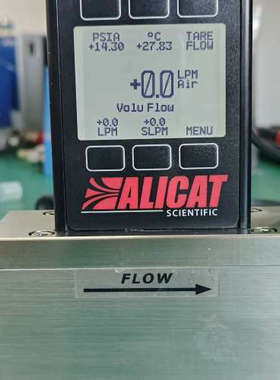 PSIA °C TARE
+14.30 +27.83 FLOW
+0.0 LPM
Air
Volu Flow
+0.0 +0.0
LPM SLPM MENU
ALICAT
SCIENTIFIC
FLOW